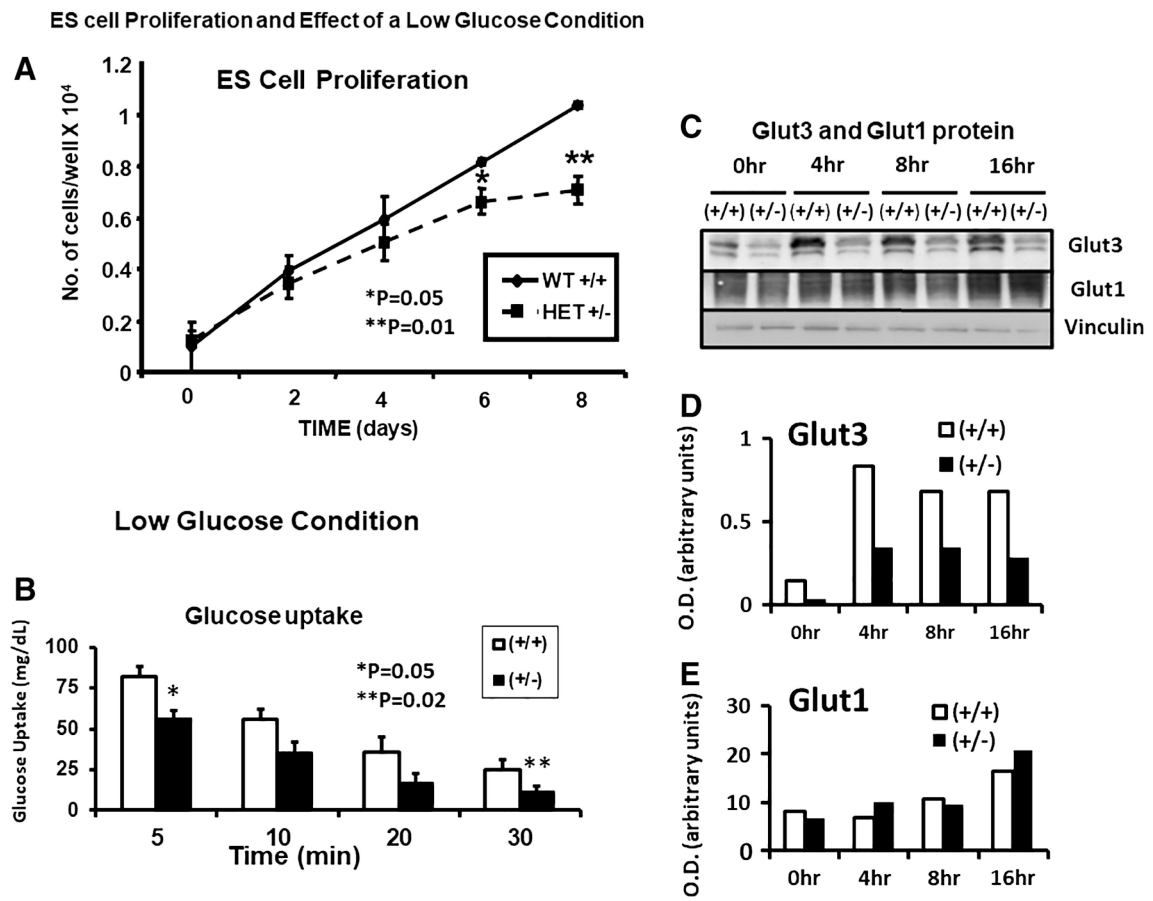 ES cell Proliferation and Effect of a Low Glucose Condition
A
ES Cell Proliferation
No. of cells/well X 10⁴
1.2
1
0.8
0.6
0.4
0.2
0
*
**
*P=0.05
**P=0.01
WT +/+
HET +/-
0 2 4 6 8
TIME (days)
Low Glucose Condition
B
Glucose uptake
Glucose Uptake (mg/dL)
100
75
50
25
0
*
**
*P=0.05
**P=0.02
(+/+)
(+/-)
5 10 20 30
Time (min)
C
Glut3 and Glut1 protein
0hr 4hr 8hr 16hr
(+/+) (+/-) (+/+) (+/-) (+/+) (+/-) (+/+) (+/-)
Glut3
Glut1
Vinculin
D
Glut3
(+/+)
(+/-)
O.D. (arbitrary units)
1
0.5
0
0hr 4hr 8hr 16hr
E
Glut1
(+/+)
(+/-)
O.D. (arbitrary units)
30
20
10
0
0hr 4hr 8hr 16hr